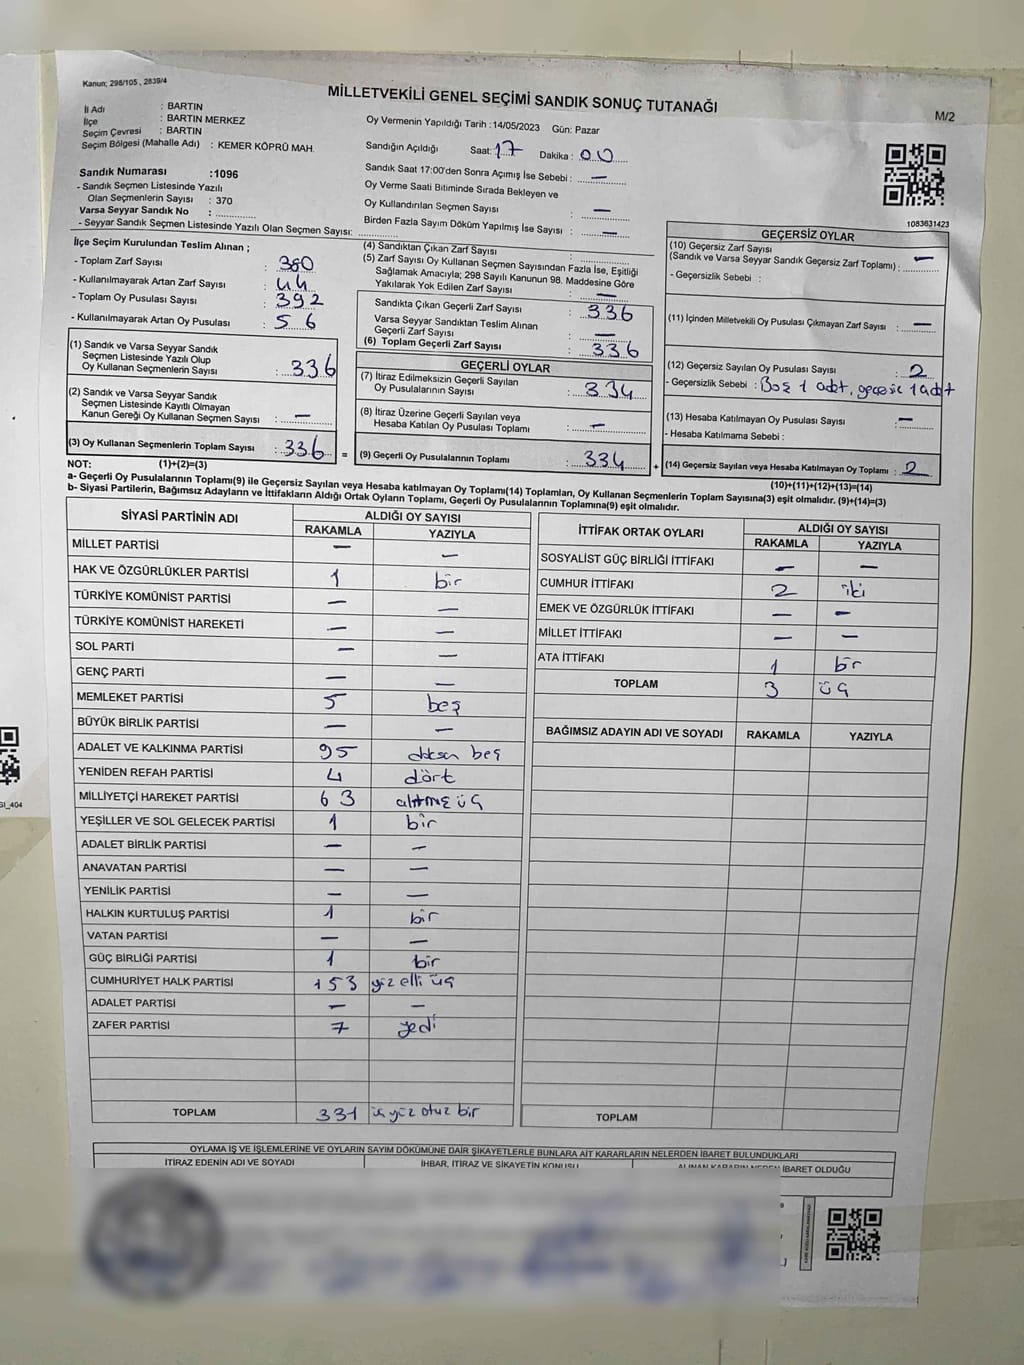 Kanun; 298/105 , 2839/4
MİLLETVEKİLİ GENEL SEÇİMİ SANDIK SONUÇ TUTANAĞI
M/2
İl Adı : BARTIN
İlçe : BARTIN MERKEZ
Seçim Çevresi : BARTIN
Seçim Bölgesi (Mahalle Adı) : KEMER KÖPRÜ MAH.
Oy Vermenin Yapıldığı Tarih : 14/05/2023 Gün: Pazar
Sandığın Açıldığı Saat: 17 Dakika : 00
Sandık Saat 17:00'den Sonra Açımış İse Sebebi : —
Oy Verme Saati Bitiminde Sırada Bekleyen ve
Oy Kullandırılan Seçmen Sayısı : —
Birden Fazla Sayım Döküm Yapılmış İse Sayısı : —
Sandık Numarası :1096
- Sandık Seçmen Listesinde Yazılı
Olan Seçmenlerin Sayısı : 370
Varsa Seyyar Sandık No :
- Seyyar Sandık Seçmen Listesinde Yazılı Olan Seçmen Sayısı:
1083631423
İlçe Seçim Kurulundan Teslim Alınan ;
- Toplam Zarf Sayısı : 380
- Kullanılmayarak Artan Zarf Sayısı : 44
- Toplam Oy Pusulası Sayısı : 392
- Kullanılmayarak Artan Oy Pusulası : 56
(1) Sandık ve Varsa Seyyar Sandık
Seçmen Listesinde Yazılı Olup
Oy Kullanan Seçmenlerin Sayısı : 336
(2) Sandık ve Varsa Seyyar Sandık
Seçmen Listesinde Kayıtlı Olmayan
Kanun Gereği Oy Kullanan Seçmen Sayısı : —
(3) Oy Kullanan Seçmenlerin Toplam Sayısı : 336 =
(4) Sandıktan Çıkan Zarf Sayısı :
(5) Zarf Sayısı Oy Kullanan Seçmen Sayısından Fazla İse, Eşitliği
Sağlamak Amacıyla; 298 Sayılı Kanunun 98. Maddesine Göre
Yakılarak Yok Edilen Zarf Sayısı : —
Sandıkta Çıkan Geçerli Zarf Sayısı : 336
Varsa Seyyar Sandıktan Teslim Alınan
Geçerli Zarf Sayısı : —
(6) Toplam Geçerli Zarf Sayısı : 336
GEÇERLİ OYLAR
(7) İtiraz Edilmeksizin Geçerli Sayılan
Oy Pusulalarının Sayısı : 334
(8) İtiraz Üzerine Geçerli Sayılan veya
Hesaba Katılan Oy Pusulası Toplamı : —
(9) Geçerli Oy Pusulalarının Toplamı : 334 +
GEÇERSİZ OYLAR
(10) Geçersiz Zarf Sayısı
(Sandık ve Varsa Seyyar Sandık Geçersiz Zarf Toplamı) : —
- Geçersizlik Sebebi :
(11) İçinden Milletvekili Oy Pusulası Çıkmayan Zarf Sayısı : —
(12) Geçersiz Sayılan Oy Pusulası Sayısı : 2
- Geçersizlik Sebebi : Boş 1 adet, geçersiz 1 adet
(13) Hesaba Katılmayan Oy Pusulası Sayısı : —
- Hesaba Katılmama Sebebi :
(14) Geçersiz Sayılan veya Hesaba Katılmayan Oy Toplamı : 2
NOT: (1)+(2)=(3)
(10)+(11)+(12)+(13)=(14)
a- Geçerli Oy Pusulalarının Toplamı(9) ile Geçersiz Sayılan veya Hesaba katılmayan Oy Toplamı(14) Toplamları, Oy Kullanan Seçmenlerin Toplam Sayısına(3) eşit olmalıdır. (9)+(14)=(3)
b- Siyasi Partilerin, Bağımsız Adayların ve İttifakların Aldığı Ortak Oyların Toplamı, Geçerli Oy Pusulalarının Toplamına(9) eşit olmalıdır.
SİYASİ PARTİNİN ADI ALDIĞI OY SAYISI
RAKAMLA YAZIYLA
MİLLET PARTİSİ — —
HAK VE ÖZGÜRLÜKLER PARTİSİ 1 bir
TÜRKİYE KOMÜNİST PARTİSİ — —
TÜRKİYE KOMÜNİST HAREKETİ — —
SOL PARTİ — —
GENÇ PARTİ — —
MEMLEKET PARTİSİ 5 beş
BÜYÜK BİRLİK PARTİSİ — —
ADALET VE KALKINMA PARTİSİ 95 doksan beş
YENİDEN REFAH PARTİSİ 4 dört
MİLLİYETÇİ HAREKET PARTİSİ 63 altmış üç
YEŞİLLER VE SOL GELECEK PARTİSİ 1 bir
ADALET BİRLİK PARTİSİ — —
ANAVATAN PARTİSİ — —
YENİLİK PARTİSİ — —
HALKIN KURTULUŞ PARTİSİ 1 bir
VATAN PARTİSİ — —
GÜÇ BİRLİĞİ PARTİSİ 1 bir
CUMHURİYET HALK PARTİSİ 153 yüz elli üç
ADALET PARTİSİ — —
ZAFER PARTİSİ 7 yedi
TOPLAM 331 üç yüz otuz bir
İTTİFAK ORTAK OYLARI ALDIĞI OY SAYISI
RAKAMLA YAZIYLA
SOSYALİST GÜÇ BİRLİĞİ İTTİFAKI — —
CUMHUR İTTİFAKI 2 iki
EMEK VE ÖZGÜRLÜK İTTİFAKI — —
MİLLET İTTİFAKI — —
ATA İTTİFAKI 1 bir
TOPLAM 3 üç
BAĞIMSIZ ADAYIN ADI VE SOYADI RAKAMLA YAZIYLA
TOPLAM
OYLAMA İŞ VE İŞLEMLERİNE VE OYLARIN SAYIM DÖKÜMÜNE DAİR ŞİKAYETLERLE BUNLARA AİT KARARLARIN NELERDEN İBARET BULUNDUKLARI
İTİRAZ EDENİN ADI VE SOYADI İHBAR, İTİRAZ VE ŞİKAYETİN KONUSU ALINAN KARARIN NEDEN İBARET OLDUĞU